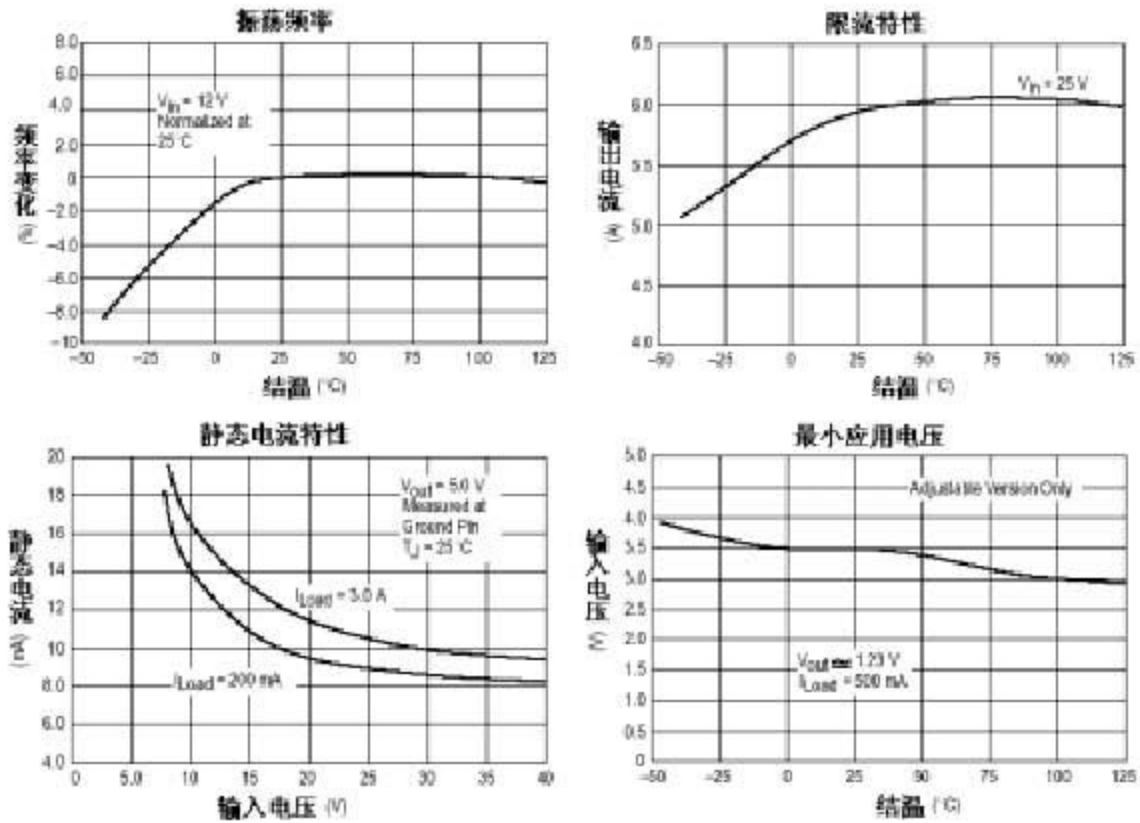 振荡频率
8.0
6.0
4.0
2.0
0
-2.0
-4.0
-6.0
-8.0
-10
频率变化
(%)
Vin = 12 V
Normalized at
25°C
-50 -25 0 25 50 75 100 125
结温 (°C)
限流特性
6.5
6.0
5.5
5.0
4.5
4.0
输出电流
(A)
Vin = 25 V
-50 -25 0 25 50 75 100 125
结温 (°C)
静态电流特性
20
18
16
14
12
10
8.0
6.0
4.0
静态电流
(mA)
Vout = 5.0 V
Measured at
Ground Pin
TJ = 25°C
ILoad = 3.0 A
ILoad = 200 mA
0 5.0 10 15 20 25 30 35 40
输入电压 (V)
最小应用电压
5.0
4.5
4.0
3.5
3.0
2.5
2.0
1.5
1.0
0.5
0
输入电压
(V)
Adjustable Version Only
Vout = 1.23 V
ILoad = 500 mA
-50 -25 0 25 50 75 100 125
结温 (°C)